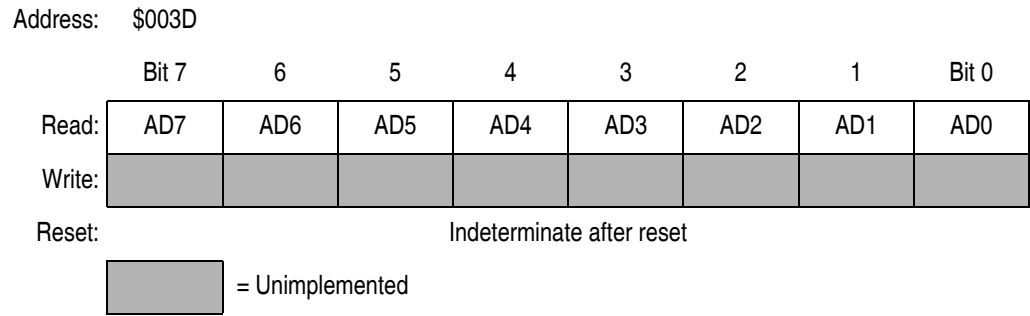 Address: $003D
Bit 7 6 5 4 3 2 1 Bit 0
Read: AD7 AD6 AD5 AD4 AD3 AD2 AD1 AD0
Write:
Reset: Indeterminate after reset
= Unimplemented